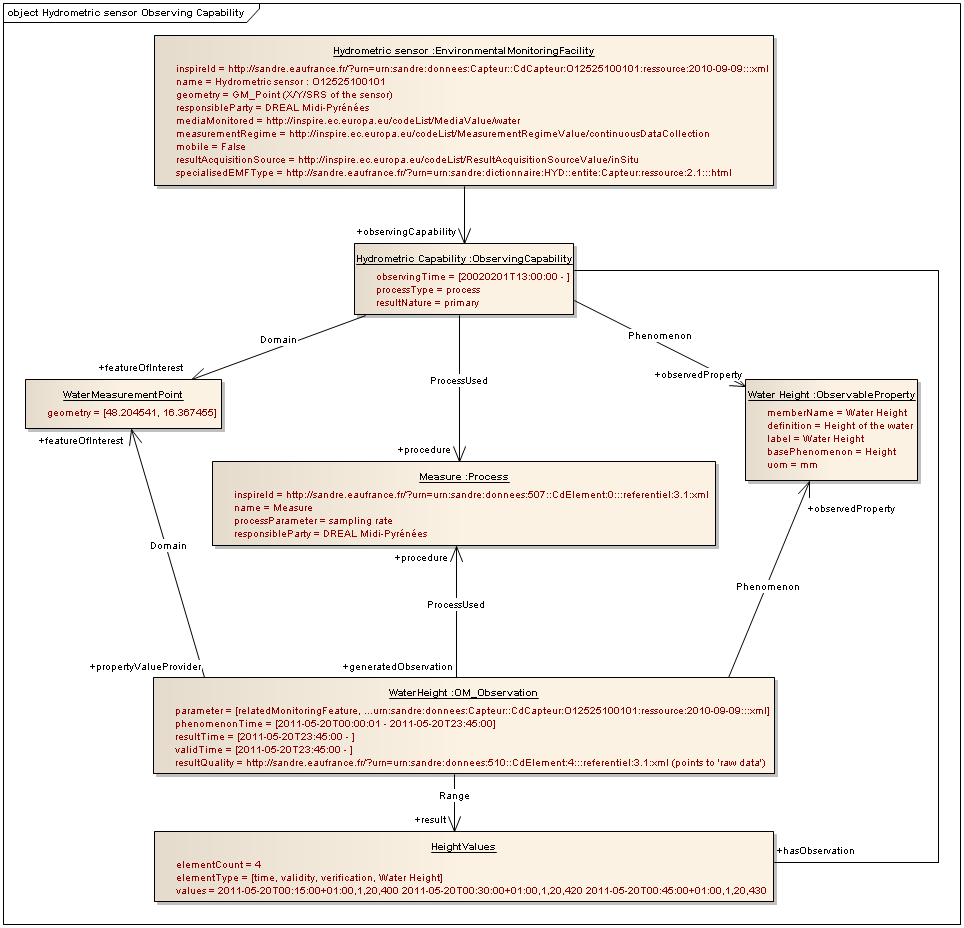 object Hydrometric sensor Observing Capability
Hydrometric sensor :EnvironmentalMonitoringFacility
inspireId = http://sandre.eaufrance.fr/?urn=urn:sandre:donnees:Capteur::CdCapteur:O12525100101:ressource:2010-09-09:::xml
name = Hydrometric sensor : O12525100101
geometry = GM_Point (X/Y/SRS of the sensor)
responsibleParty = DREAL Midi-Pyrénées
mediaMonitored = http://inspire.ec.europa.eu/codeList/MediaValue/water
measurementRegime = http://inspire.ec.europa.eu/codeList/MeasurementRegimeValue/continuousDataCollection
mobile = False
resultAcquisitionSource = http://inspire.ec.europa.eu/codeList/ResultAcquisitionSourceValue/inSitu
specialisedEMFType = http://sandre.eaufrance.fr/?urn=urn:sandre:dictionnaire:HYD::entite:Capteur:ressource:2.1:::html
+observingCapability
Hydrometric Capability :ObservingCapability
observingTime = [20020201T13:00:00 - ]
processType = process
resultNature = primary
Domain
Phenomenon
+featureOfInterest
ProcessUsed
+observedProperty
WaterMeasurementPoint
geometry = [48.204541, 16.367455]
+featureOfInterest
Water Height :ObservableProperty
memberName = Water Height
definition = Height of the water
label = Water Height
basePhenomenon = Height
uom = mm
+procedure
Measure :Process
inspireId = http://sandre.eaufrance.fr/?urn=urn:sandre:donnees:507::CdElement:0:::referentiel:3.1:xml
name = Measure
processParameter = sampling rate
responsibleParty = DREAL Midi-Pyrénées
+observedProperty
Domain
+procedure
Phenomenon
ProcessUsed
+propertyValueProvider
+generatedObservation
WaterHeight :OM_Observation
parameter = [relatedMonitoringFeature, ...urn:sandre:donnees:Capteur::CdCapteur:O12525100101:ressource:2010-09-09:::xml]
phenomenonTime = [2011-05-20T00:00:01 - 2011-05-20T23:45:00]
resultTime = [2011-05-20T23:45:00 - ]
validTime = [2011-05-20T23:45:00 - ]
resultQuality = http://sandre.eaufrance.fr/?urn=urn:sandre:donnees:510::CdElement:4:::referentiel:3.1:xml (points to 'raw data')
Range
+result
HeightValues
elementCount = 4
elementType = [time, validity, verification, Water Height]
values = 2011-05-20T00:15:00+01:00,1,20,400 2011-05-20T00:30:00+01:00,1,20,420 2011-05-20T00:45:00+01:00,1,20,430
+hasObservation